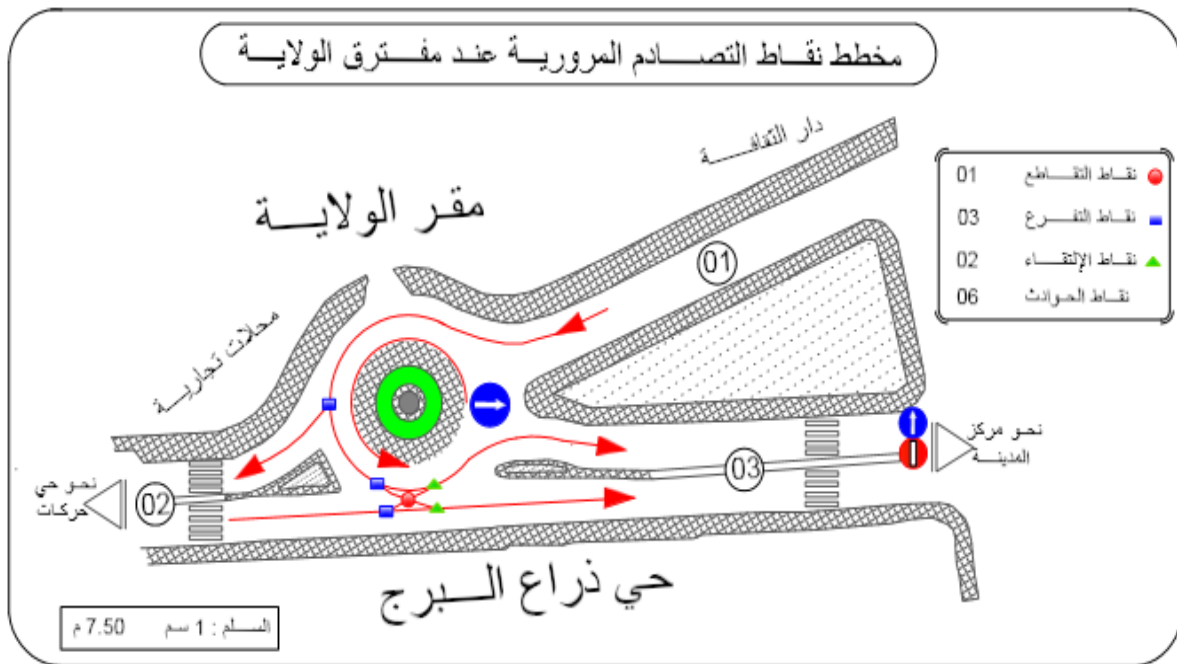 مخطط نقاط التصادم المرورية عند مفترق الولاية
دار الثقافة
مقر الولاية
01
محلات تجارية
نقاط التقاطع 01
نقاط التفرع 03
نقاط الإلتقاء 02
نقاط الحوادث 06
نحو مركز
المدينة
03
نحو حي
حركات
02
حي ذراع البرج
السلم : 1 سم 7.50 م